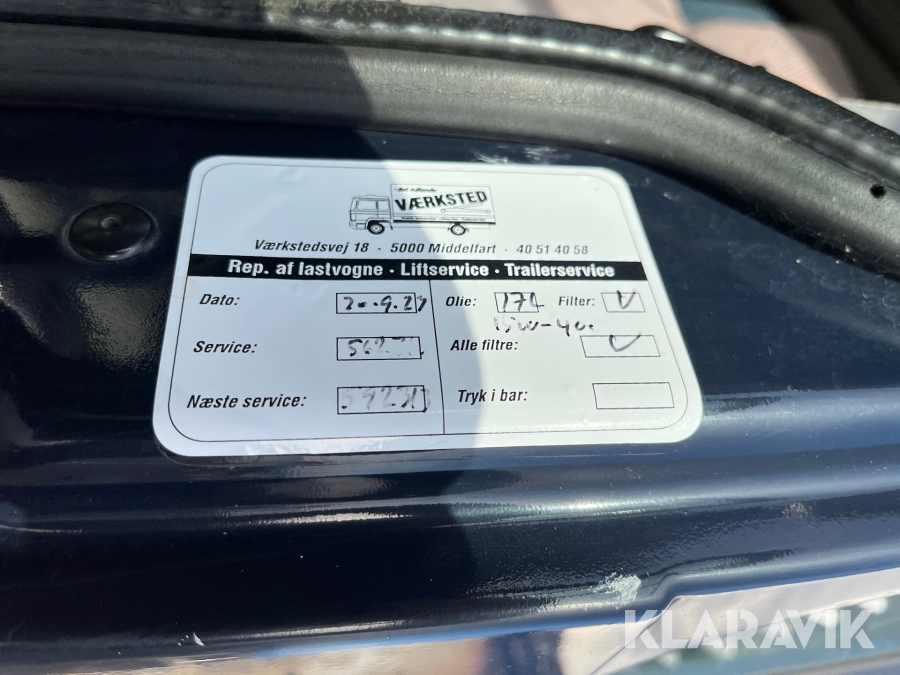 VÆRKSTED
Værkstedsvej 18 · 5000 Middelfart · 40 51 40 58
Rep. af lastvogne · Liftservice · Trailerservice
Dato: Olie: 17L Filter: V
15w-40
Service: Alle filtre: V
Næste service: Tryk i bar:
KLARAVIK